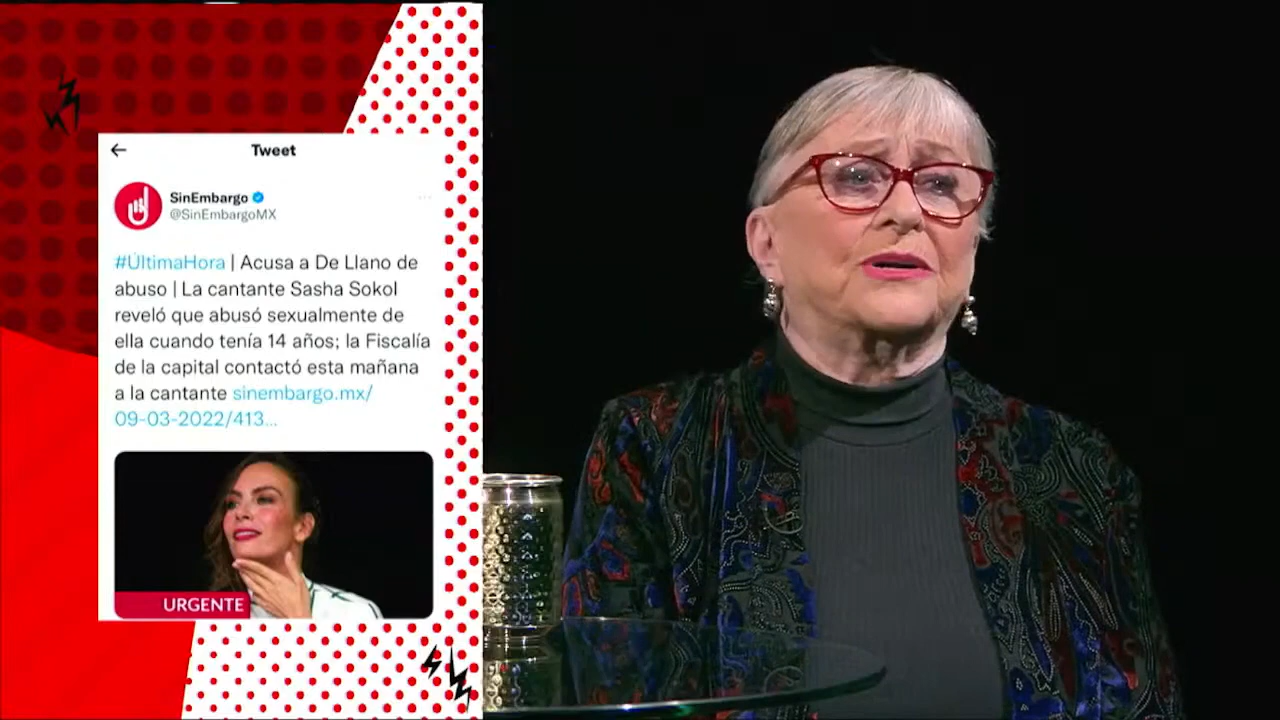 Tweet
SinEmbargo
@SinEmbargoMX
#ÚltimaHora | Acusa a De Llano de
abuso | La cantante Sasha Sokol
reveló que abusó sexualmente de
ella cuando tenía 14 años; la Fiscalía
de la capital contactó esta mañana
a la cantante sinembargo.mx/
09-03-2022/413...
URGENTE